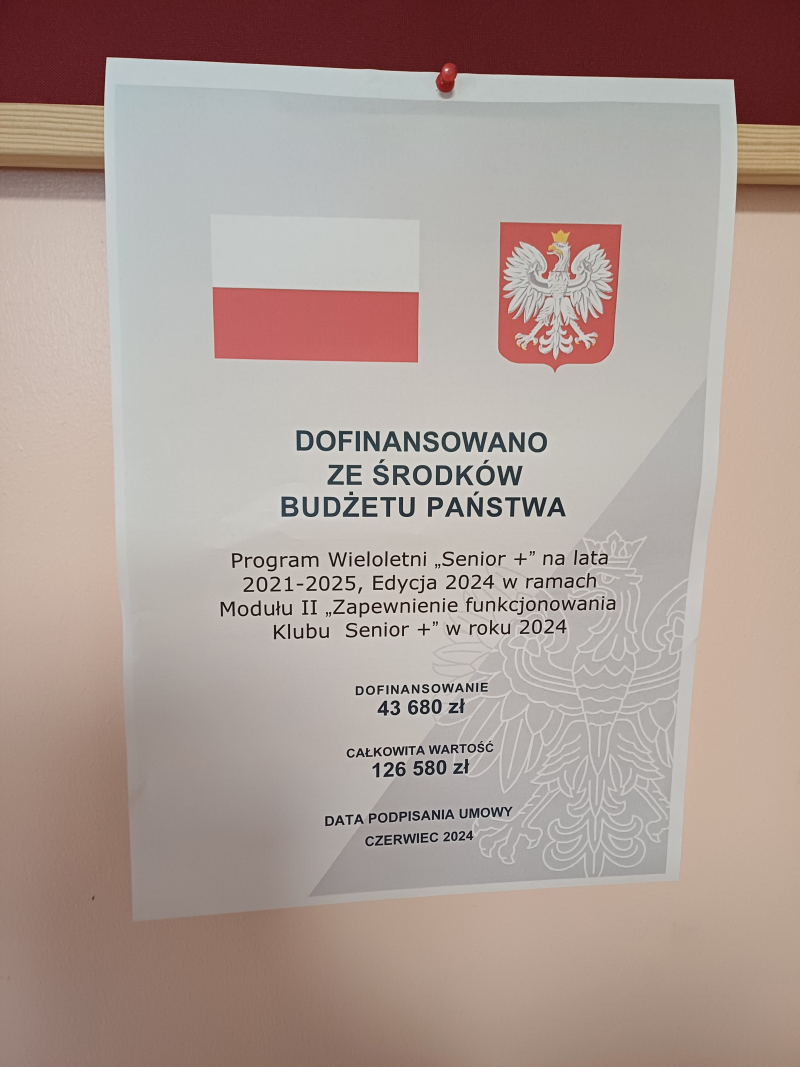 DOFINANSOWANO
ZE ŚRODKÓW
BUDŻETU PAŃSTWA
Program Wieloletni „Senior +” na lata
2021-2025, Edycja 2024 w ramach
Modułu II „Zapewnienie funkcjonowania
Klubu Senior +” w roku 2024
DOFINANSOWANIE
43 680 zł
CAŁKOWITA WARTOŚĆ
126 580 zł
DATA PODPISANIA UMOWY
CZERWIEC 2024